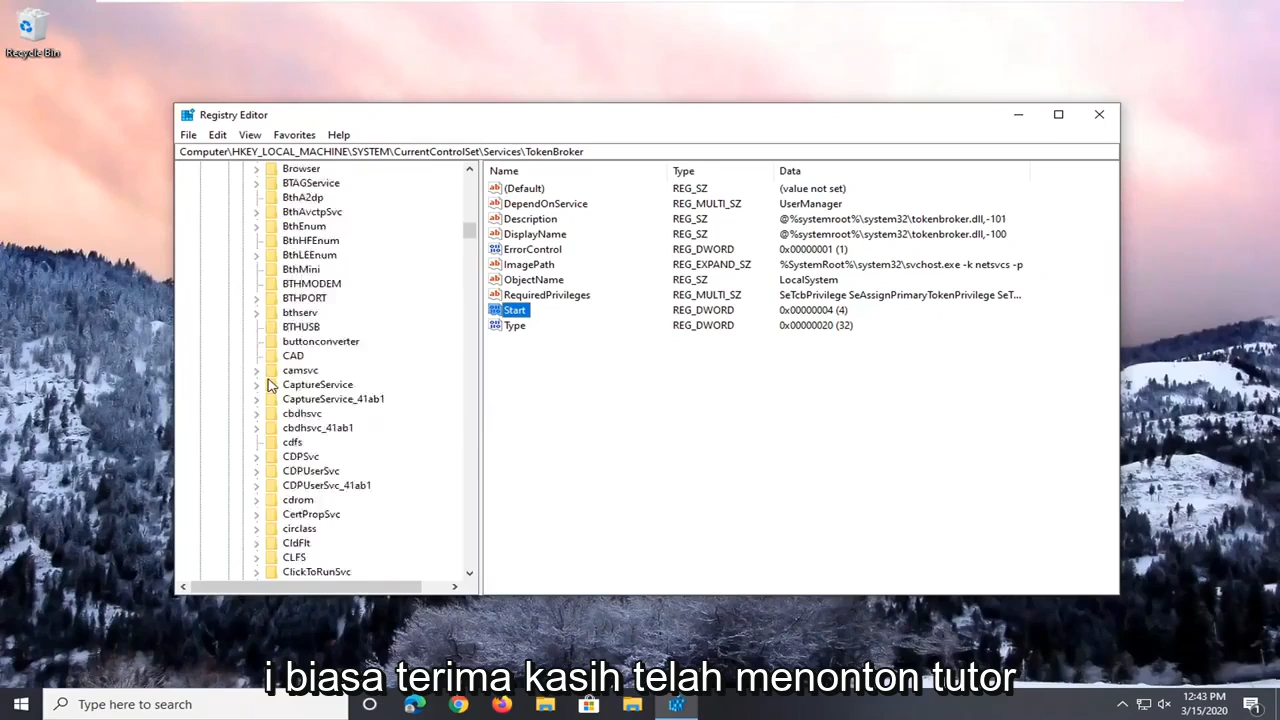 Recycle Bin
Registry Editor
File Edit View Favorites Help
Computer\HKEY_LOCAL_MACHINE\SYSTEM\CurrentControlSet\Services\TokenBroker
Browser
BTAGService
BthA2dp
BthAvctpSvc
BthEnum
BthHFEnum
BthLEEnum
BthMini
BTHMODEM
BTHPORT
bthserv
BTHUSB
buttonconverter
CAD
camsvc
CaptureService
CaptureService_41ab1
cbdhsvc
cbdhsvc_41ab1
cdfs
CDPSvc
CDPUserSvc
CDPUserSvc_41ab1
cdrom
CertPropSvc
circlass
CldFlt
CLFS
ClickToRunSvc
Name Type Data
(Default) REG_SZ (value not set)
DependOnService REG_MULTI_SZ UserManager
Description REG_SZ @%systemroot%\system32\tokenbroker.dll,-101
DisplayName REG_SZ @%systemroot%\system32\tokenbroker.dll,-100
ErrorControl REG_DWORD 0x00000001 (1)
ImagePath REG_EXPAND_SZ %SystemRoot%\system32\svchost.exe -k netsvcs -p
ObjectName REG_SZ LocalSystem
RequiredPrivileges REG_MULTI_SZ SeTcbPrivilege SeAssignPrimaryTokenPrivilege SeT...
Start REG_DWORD 0x00000004 (4)
Type REG_DWORD 0x00000020 (32)
i biasa terima kasih telah menonton tutor
Type here to search
12:43 PM
3/15/2020
1